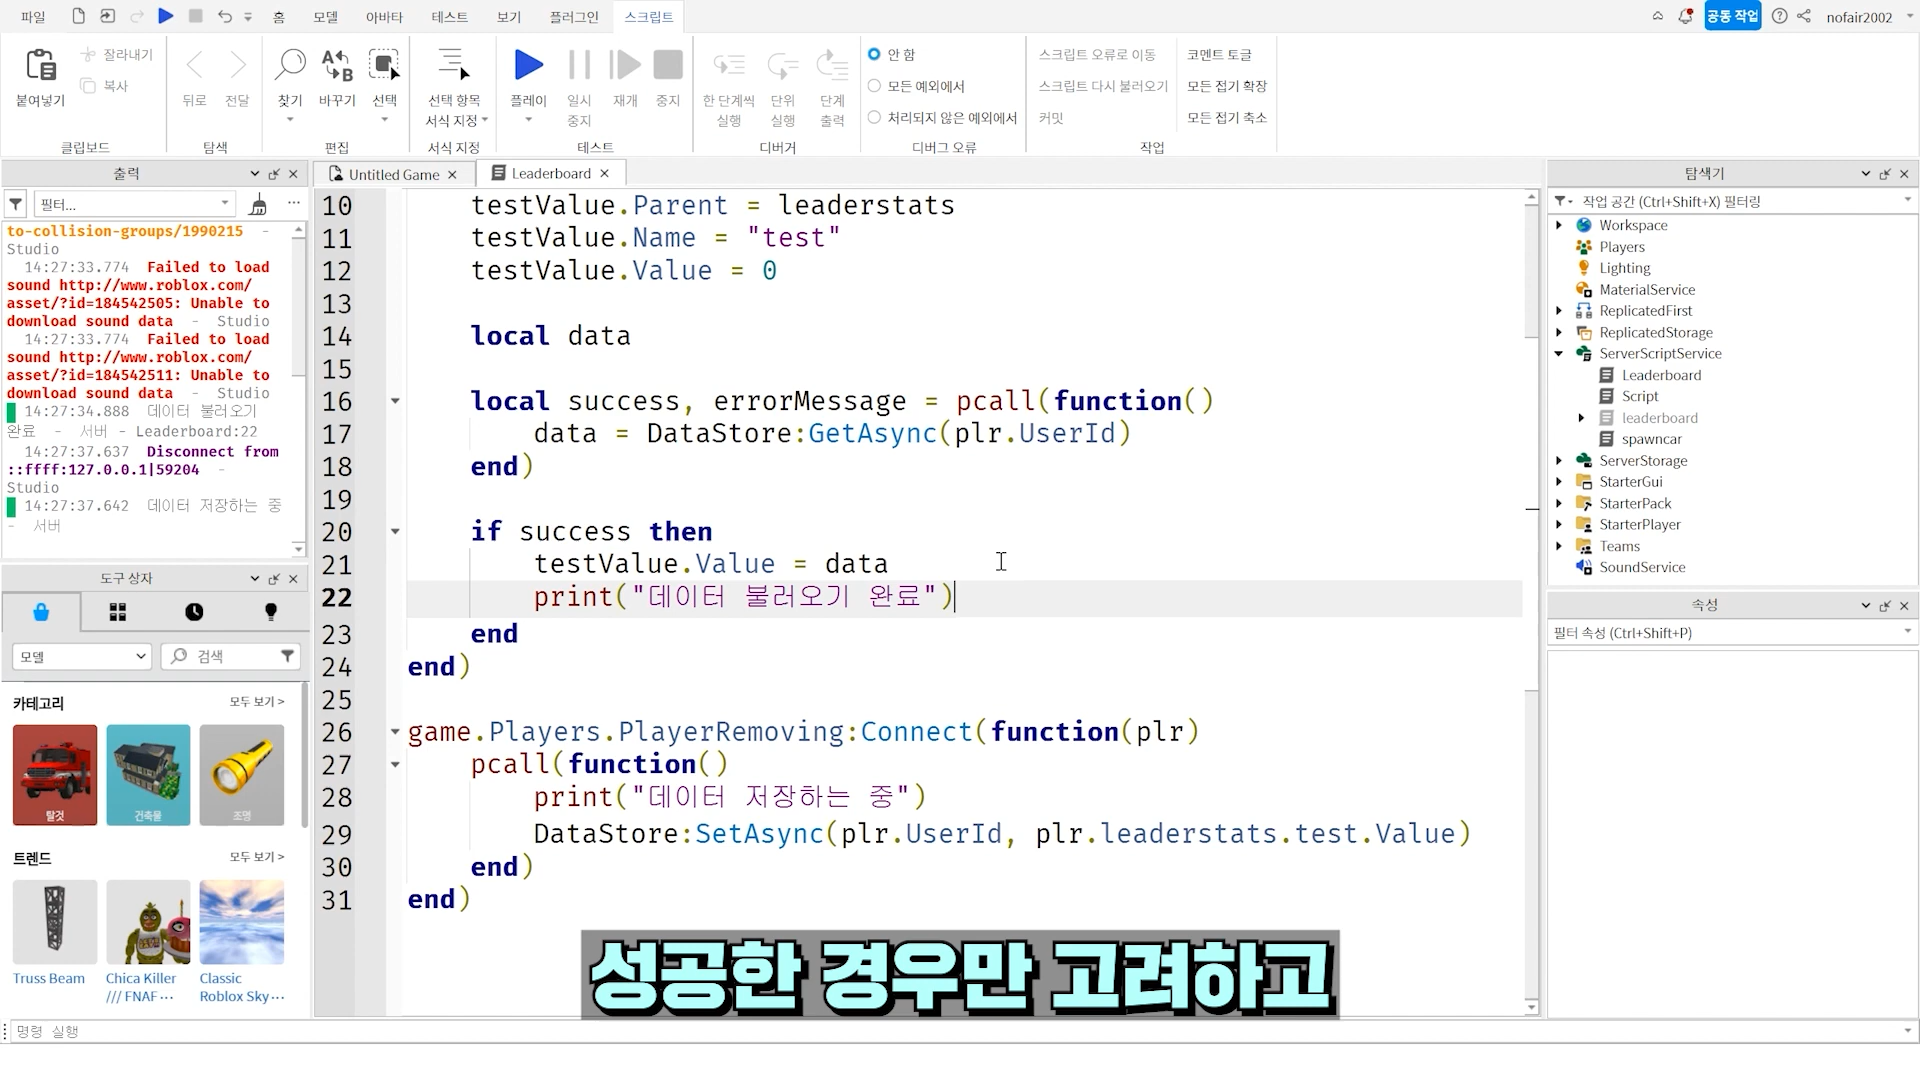 파일
홈
모델
아바타
테스트
보기
플러그인
스크립트
공동 작업
nofair2002
붙여넣기
잘라내기
복사
클립보드
뒤로
전달
탐색
찾기
바꾸기
선택
편집
선택 항목
서식 지정
서식 지정
플레이
일시
중지
재개
중지
테스트
한 단계씩
실행
단위
실행
단계
출력
디버거
안 함
모든 예외에서
처리되지 않은 예외에서
디버그 오류
스크립트 오류로 이동
스크립트 다시 불러오기
커밋
코멘트 토글
모든 접기 확장
모든 접기 축소
작업
출력
필터...
to-collision-groups/1990215 -
Studio
14:27:33.774 Failed to load
sound http://www.roblox.com/
asset/?id=184542505: Unable to
download sound data - Studio
14:27:33.774 Failed to load
sound http://www.roblox.com/
asset/?id=184542511: Unable to
download sound data - Studio
14:27:34.888 데이터 불러오기
완료 - 서버 - Leaderboard:22
14:27:37.637 Disconnect from
::ffff:127.0.0.1|59204 -
Studio
14:27:37.642 데이터 저장하는 중
- 서버
도구 상자
모델
검색
카테고리
모두 보기 >
탈것
건축물
조명
트렌드
모두 보기 >
Truss Beam
Chica Killer
/// FNAF ...
Classic
Roblox Sky ...
Untitled Game
Leaderboard
10 testValue.Parent = leaderstats
11 testValue.Name = "test"
12 testValue.Value = 0
13
14 local data
15
16 local success, errorMessage = pcall(function()
17 data = DataStore:GetAsync(plr.UserId)
18 end)
19
20 if success then
21 testValue.Value = data
22 print("데이터 불러오기 완료")
23 end
24 end)
25
26 game.Players.PlayerRemoving:Connect(function(plr)
27 pcall(function()
28 print("데이터 저장하는 중")
29 DataStore:SetAsync(plr.UserId, plr.leaderstats.test.Value)
30 end)
31 end)
성공한 경우만 고려하고
탐색기
작업 공간 (Ctrl+Shift+X) 필터링
Workspace
Players
Lighting
MaterialService
ReplicatedFirst
ReplicatedStorage
ServerScriptService
Leaderboard
Script
leaderboard
spawncar
ServerStorage
StarterGui
StarterPack
StarterPlayer
Teams
SoundService
속성
필터 속성 (Ctrl+Shift+P)
명령 실행